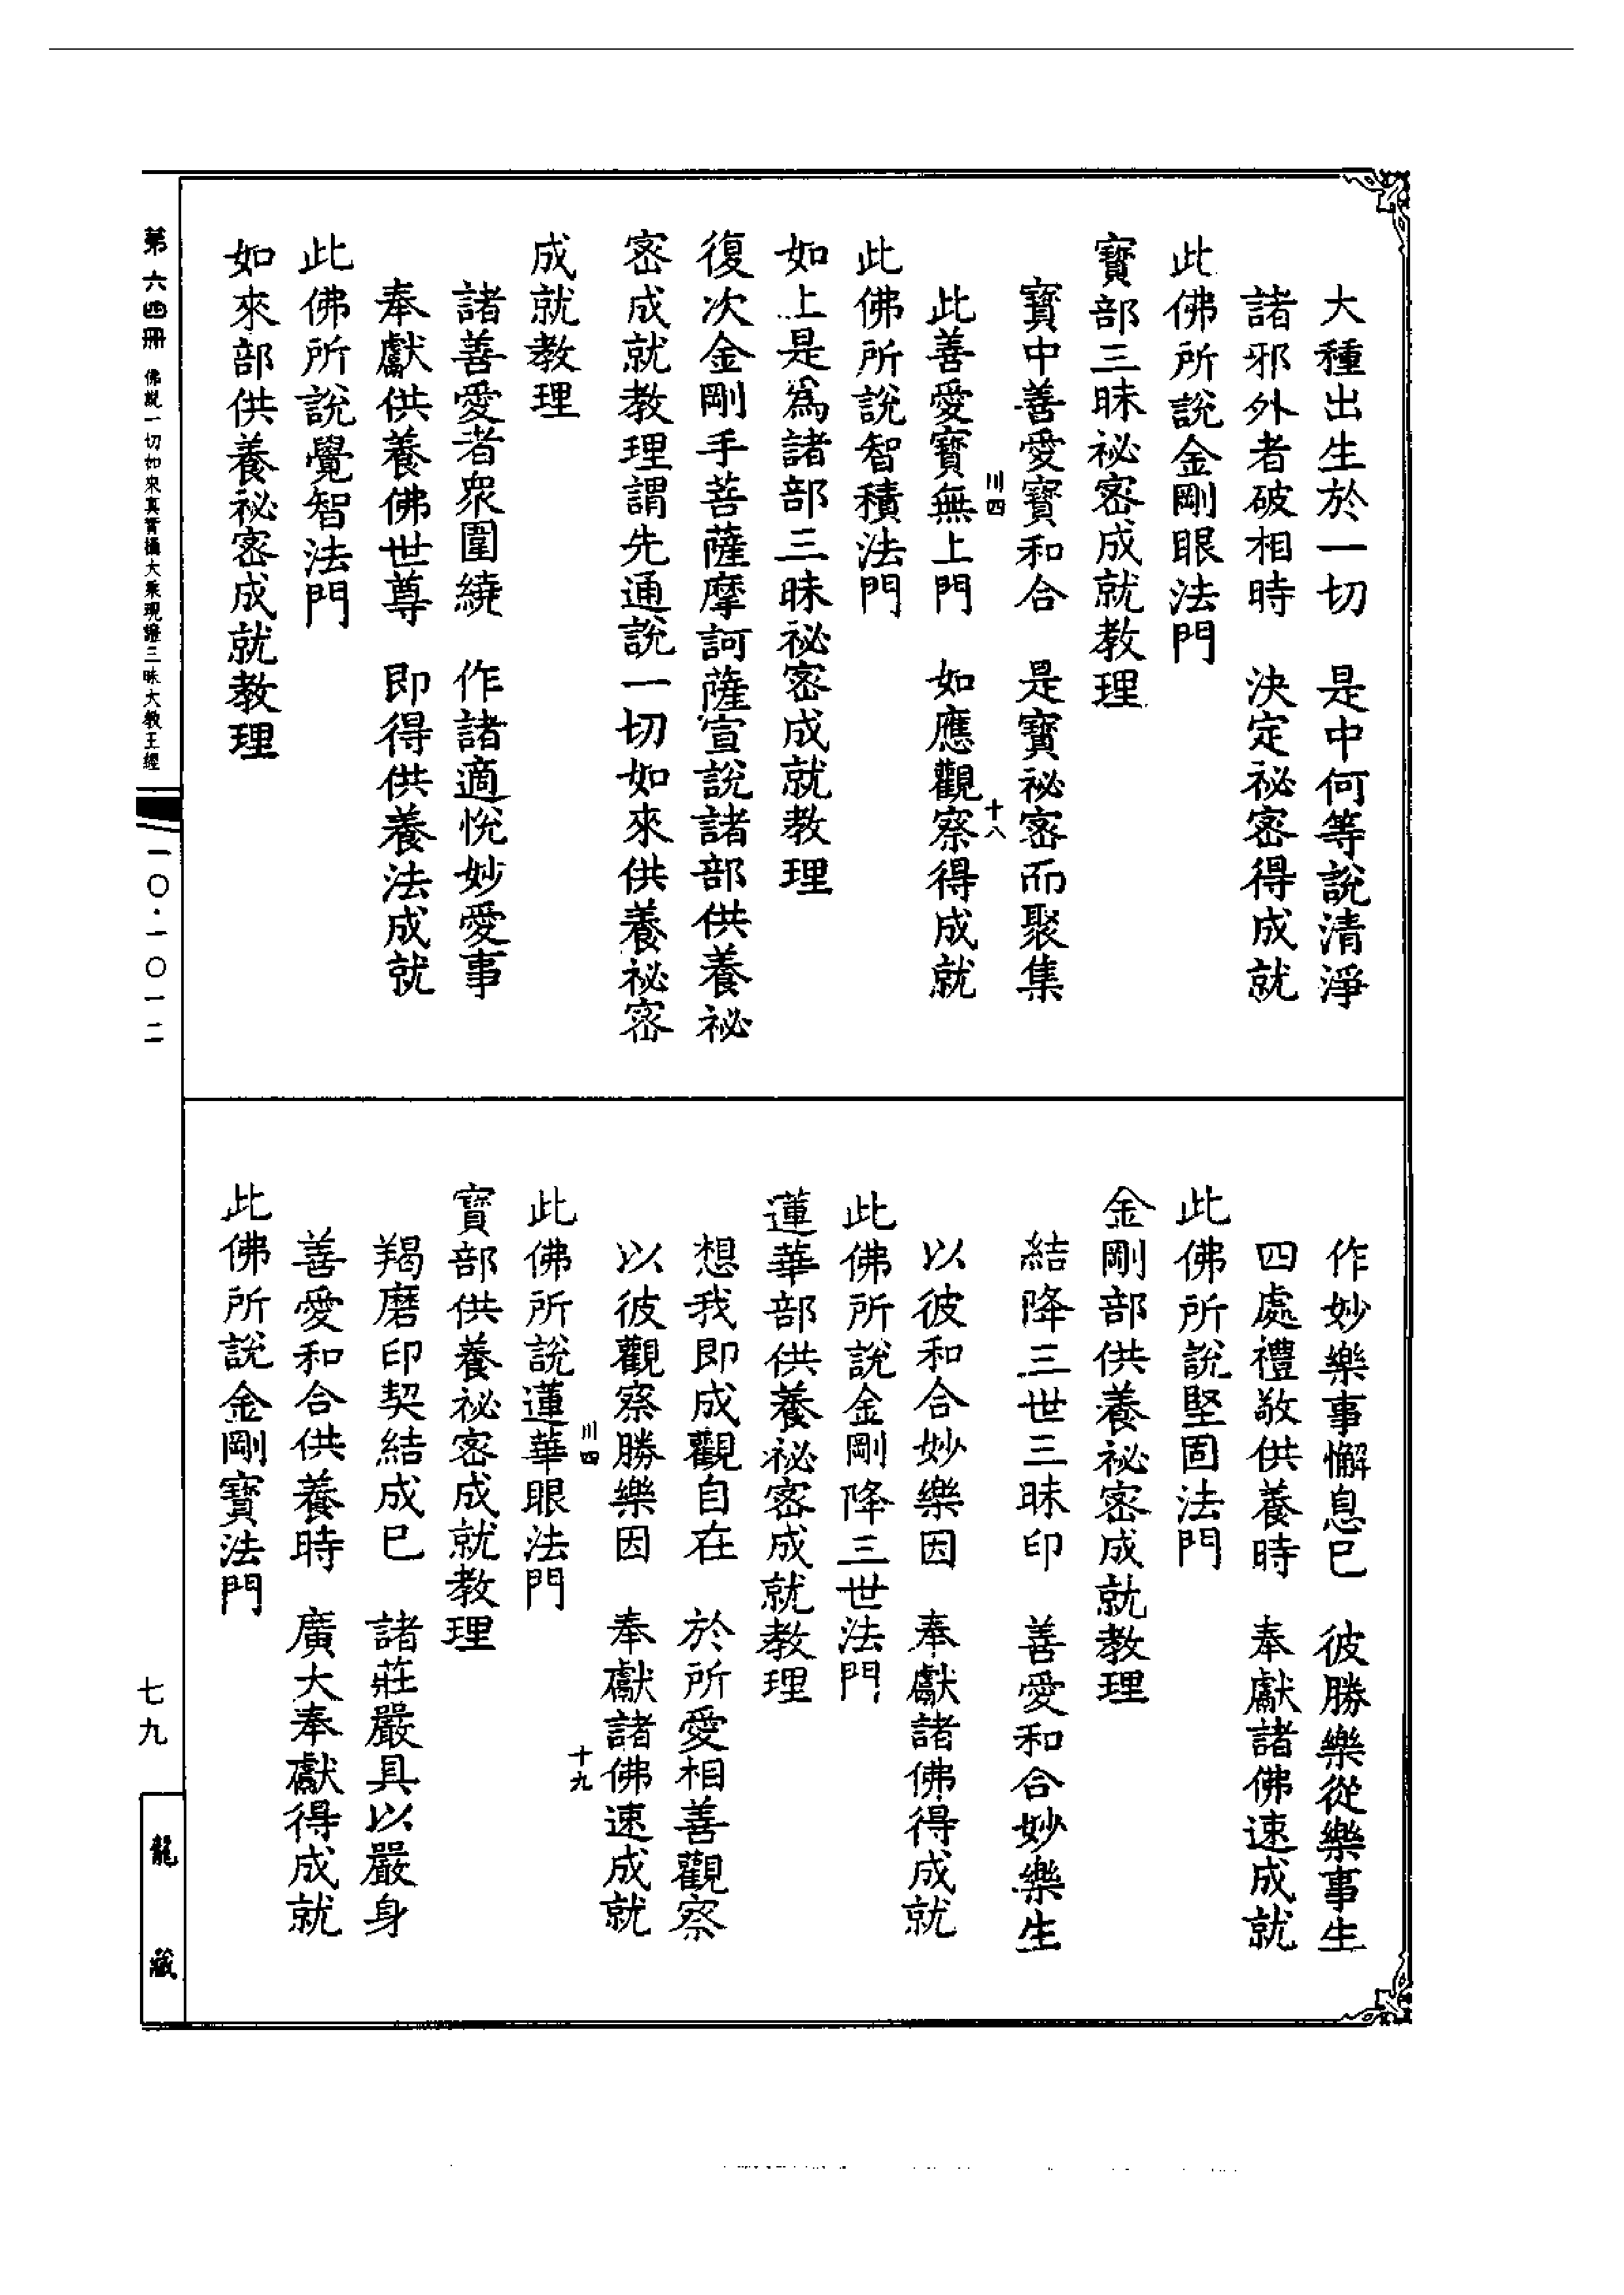 大種出生於一切　是中何等說清淨
諸邪外者破相時　決定祕密得成就
此佛所說金剛眼法門
寶部三昧祕密成就教理
寶中善愛寶和合　是寶祕密而聚集
川四　十八
此善愛寶無上門　如應觀察得成就
此佛所說智積法門
如上是為諸部三昧祕密成就教理
復次金剛手菩薩摩訶薩宣說諸部供養祕
密成就教理謂先通說一切如來供養祕密
成就教理
諸善愛者衆圍繞　作諸適悅妙愛事
奉獻供養佛世尊　即得供養法成就
此佛所說覺智法門
如來部供養祕密成就教理
作妙樂事懈息已　彼勝樂從樂事生
四處禮敬供養時　奉獻諸佛速成就
此佛所說堅固法門
金剛部供養祕密成就教理
結降三世三昧印　善愛和合妙樂生
以彼和合妙樂因　奉獻諸佛得成就
此佛所說金剛降三世法門
蓮華部供養祕密成就教理
想我即成觀自在　於所愛相善觀察
以彼觀察勝樂因　奉獻諸佛速成就
川四　十九
此佛所說蓮華眼法門
寶部供養祕密成就教理
羯磨印契結成已　諸莊嚴具以嚴身
善愛和合供養時　廣大奉獻得成就
此佛所說金剛寶法門
第六四冊　佛說一切如來真實攝大乘現證三昧大教王經
一〇·一〇一二
七九
龍藏